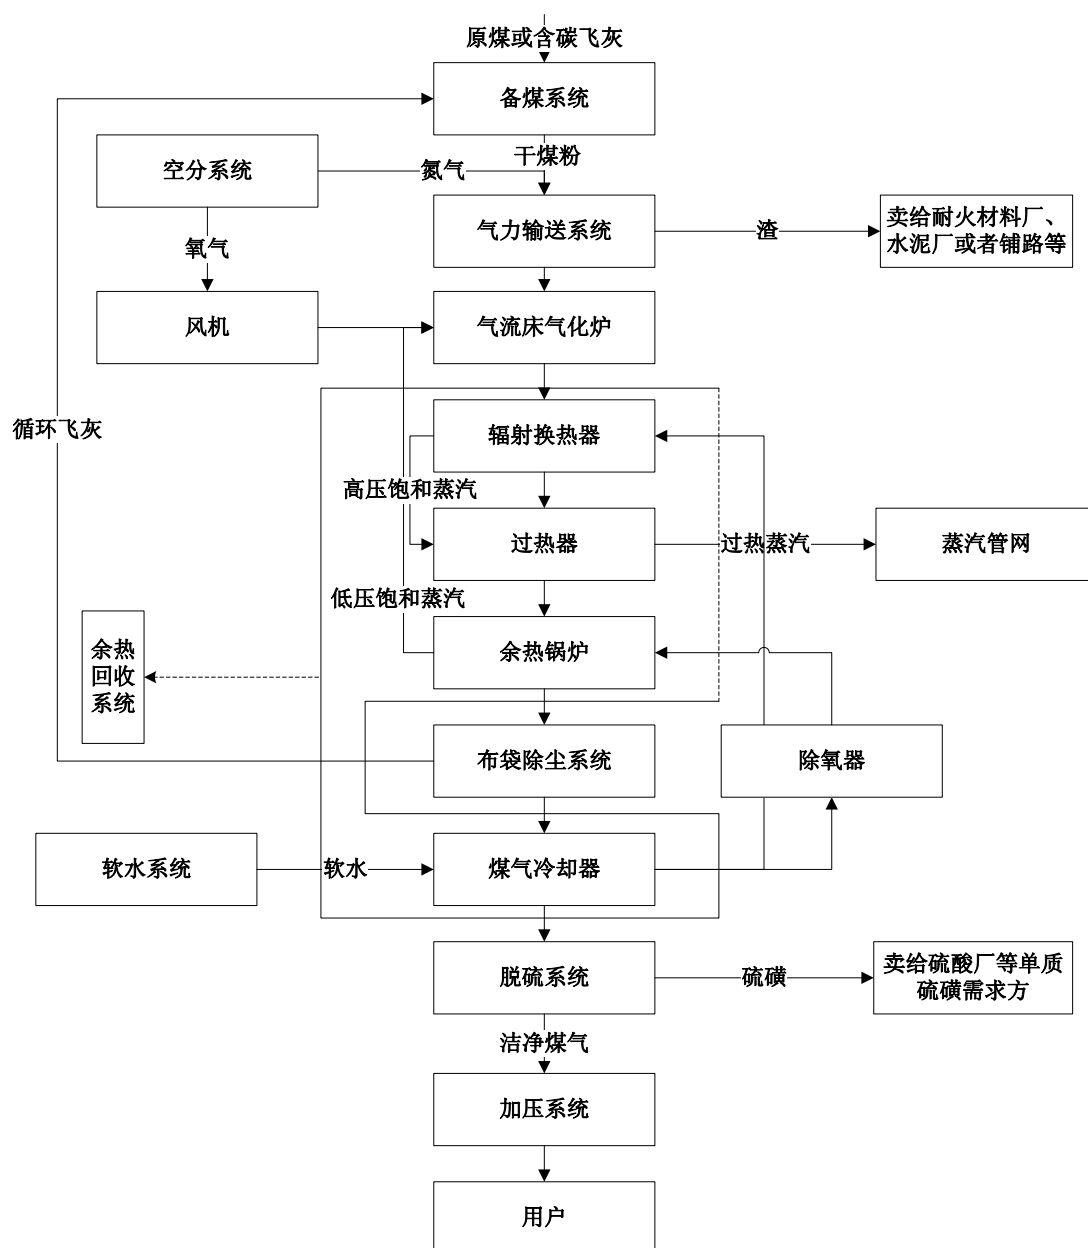 原煤或含碳飞灰
备煤系统
干煤粉
空分系统
氮气
气力输送系统
渣
卖给耐火材料厂、
水泥厂或者铺路等
氧气
风机
气流床气化炉
循环飞灰
辐射换热器
高压饱和蒸汽
过热器
过热蒸汽
蒸汽管网
低压饱和蒸汽
余热锅炉
余热
回收
系统
布袋除尘系统
除氧器
软水系统
软水
煤气冷却器
脱硫系统
硫磺
卖给硫酸厂等单质
硫磺需求方
洁净煤气
加压系统
用户